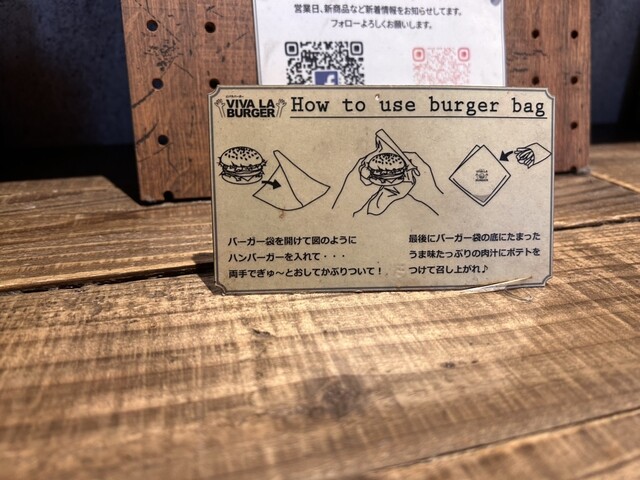 営業日、新商品など新着情報をお知らせしてます。
フォローよろしくお願いします。
VIVA LA
BURGER
How to use burger bag
バーガー袋を開けて図のように
ハンバーガーを入れて・・・
両手でぎゅ～とおしてかぶりついて！
最後にバーガー袋の底にたまった
うま味たっぷりの肉汁にポテトを
つけて召し上がれ♪